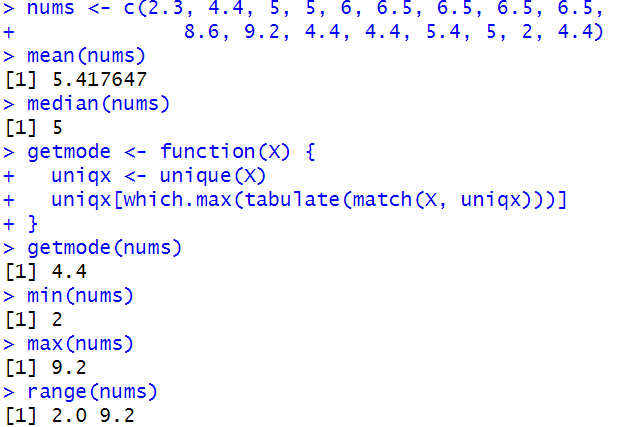 > nums <- c(2.3, 4.4, 5, 5, 6, 6.5, 6.5, 6.5, 6.5,
+           8.6, 9.2, 4.4, 4.4, 5.4, 5, 2, 4.4)
> mean(nums)
[1] 5.417647
> median(nums)
[1] 5
> getmode <- function(X) {
+   uniqx <- unique(X)
+   uniqx[which.max(tabulate(match(X, uniqx)))]
+ }
> getmode(nums)
[1] 4.4
> min(nums)
[1] 2
> max(nums)
[1] 9.2
> range(nums)
[1] 2.0 9.2